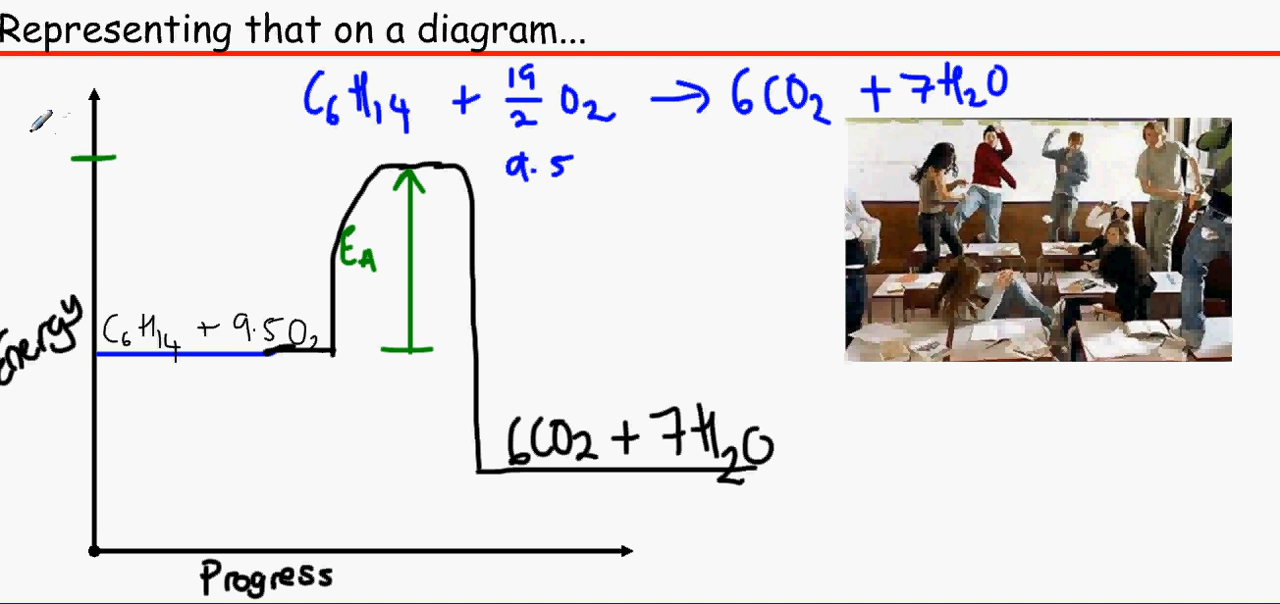 Representing that on a diagram...
C₆H₁₄ + 19/2 O₂ → 6CO₂ + 7H₂O
9.5
EA
Energy
C₆H₁₄ + 9.5O₂
6CO₂ + 7H₂O
Progress